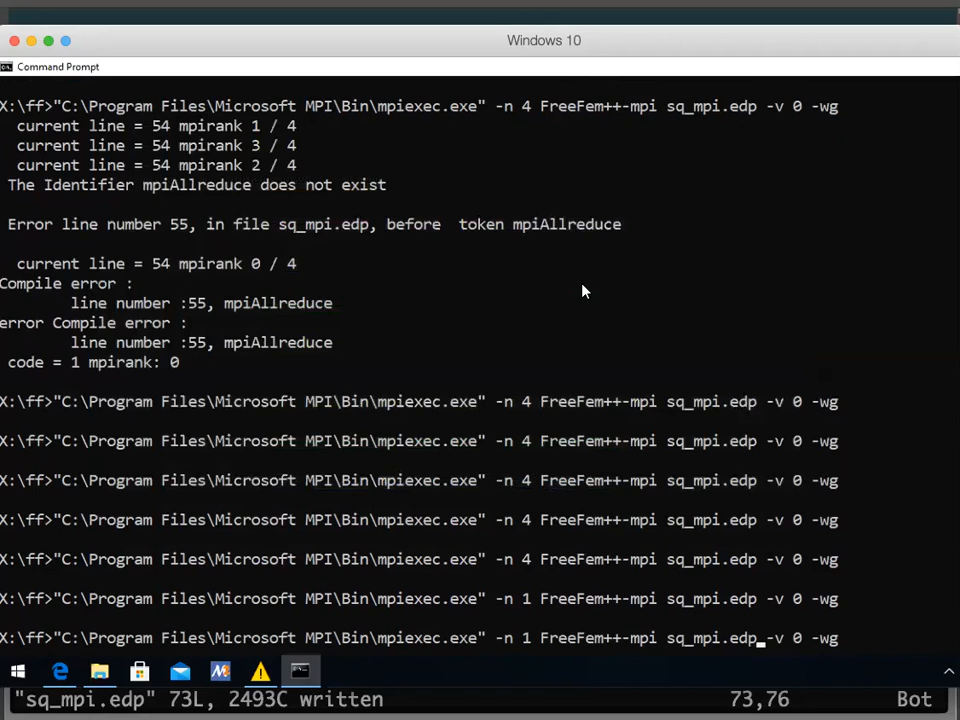 Windows 10
Command Prompt
X:\ff>"C:\Program Files\Microsoft MPI\Bin\mpiexec.exe" -n 4 FreeFem++-mpi sq_mpi.edp -v 0 -wg
current line = 54 mpirank 1 / 4
current line = 54 mpirank 3 / 4
current line = 54 mpirank 2 / 4
The Identifier mpiAllreduce does not exist
Error line number 55, in file sq_mpi.edp, before  token mpiAllreduce
current line = 54 mpirank 0 / 4
Compile error :
line number :55, mpiAllreduce
error Compile error :
line number :55, mpiAllreduce
code = 1 mpirank: 0
X:\ff>"C:\Program Files\Microsoft MPI\Bin\mpiexec.exe" -n 4 FreeFem++-mpi sq_mpi.edp -v 0 -wg
X:\ff>"C:\Program Files\Microsoft MPI\Bin\mpiexec.exe" -n 4 FreeFem++-mpi sq_mpi.edp -v 0 -wg
X:\ff>"C:\Program Files\Microsoft MPI\Bin\mpiexec.exe" -n 4 FreeFem++-mpi sq_mpi.edp -v 0 -wg
X:\ff>"C:\Program Files\Microsoft MPI\Bin\mpiexec.exe" -n 4 FreeFem++-mpi sq_mpi.edp -v 0 -wg
X:\ff>"C:\Program Files\Microsoft MPI\Bin\mpiexec.exe" -n 4 FreeFem++-mpi sq_mpi.edp -v 0 -wg
X:\ff>"C:\Program Files\Microsoft MPI\Bin\mpiexec.exe" -n 1 FreeFem++-mpi sq_mpi.edp -v 0 -wg
X:\ff>"C:\Program Files\Microsoft MPI\Bin\mpiexec.exe" -n 1 FreeFem++-mpi sq_mpi.edp -v 0 -wg
"sq_mpi.edp" 73L, 2493C written 73,76 Bot